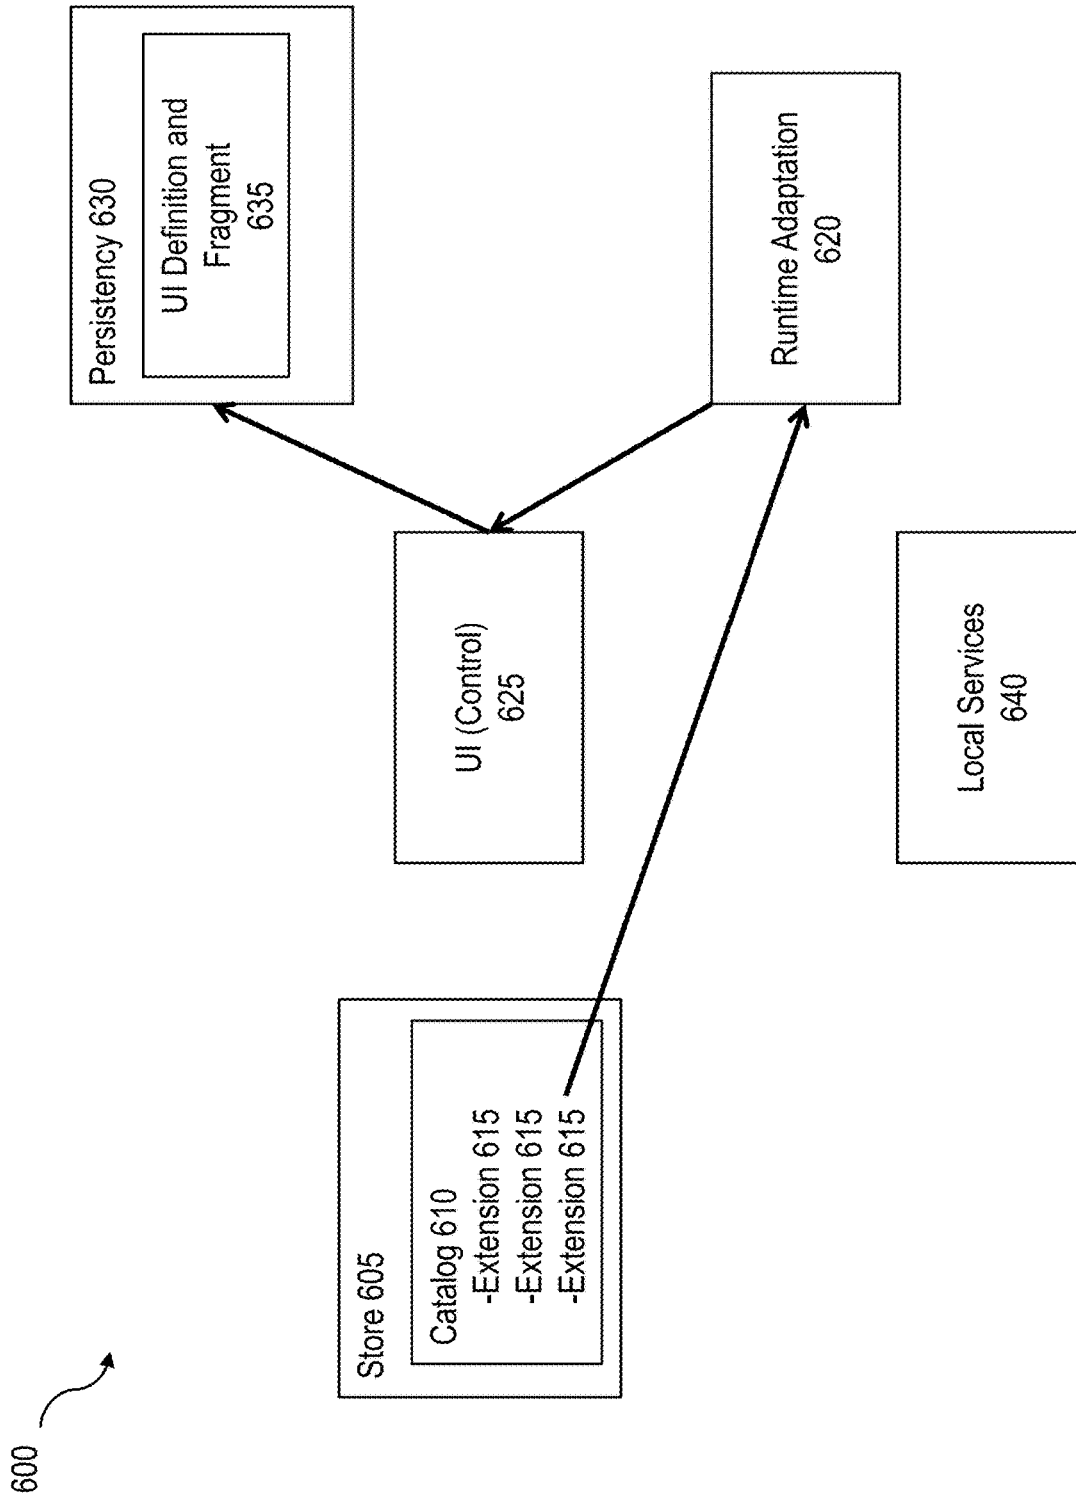 600
Store 605
Catalog 610
-Extension 615
-Extension 615
-Extension 615
UI (Control)
625
Local Services
640
Persistency 630
UI Definition and
Fragment
635
Runtime Adaptation
620